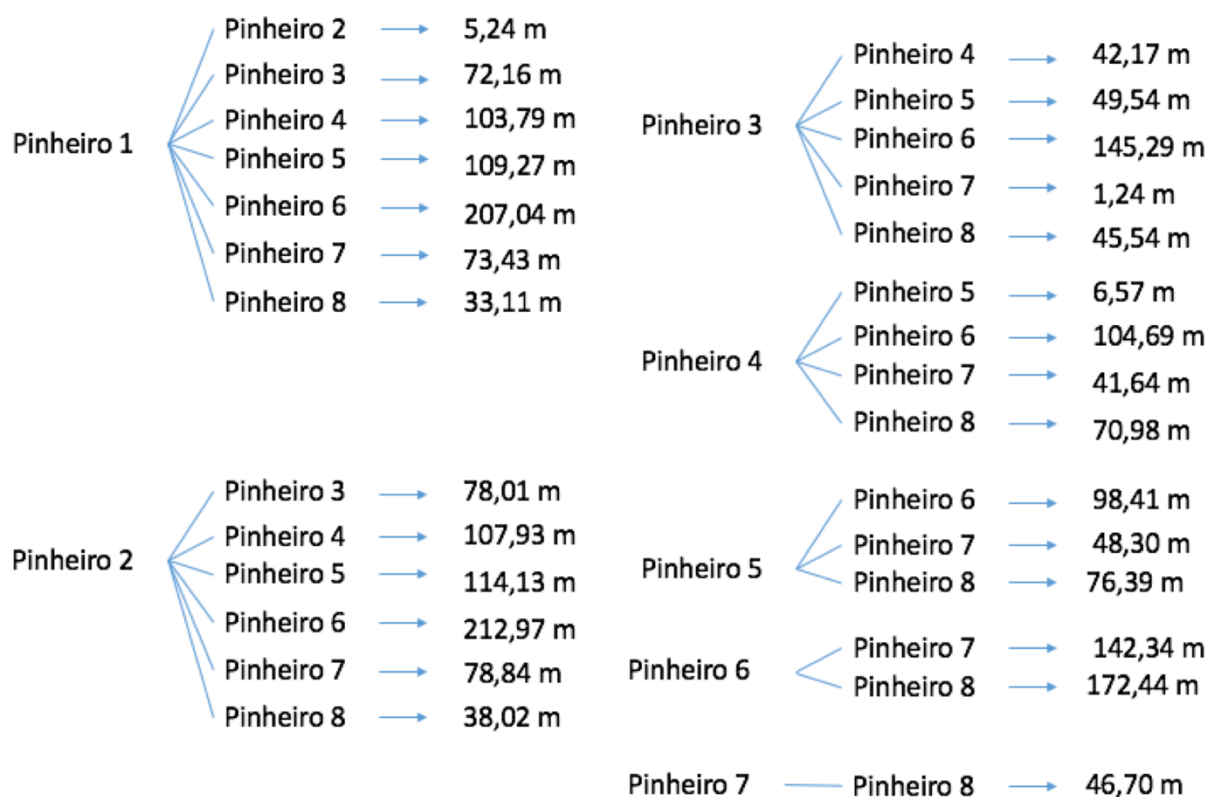 Pinheiro 1
Pinheiro 2 5,24 m
Pinheiro 3 72,16 m
Pinheiro 4 103,79 m
Pinheiro 5 109,27 m
Pinheiro 6 207,04 m
Pinheiro 7 73,43 m
Pinheiro 8 33,11 m
Pinheiro 2
Pinheiro 3 78,01 m
Pinheiro 4 107,93 m
Pinheiro 5 114,13 m
Pinheiro 6 212,97 m
Pinheiro 7 78,84 m
Pinheiro 8 38,02 m
Pinheiro 3
Pinheiro 4 42,17 m
Pinheiro 5 49,54 m
Pinheiro 6 145,29 m
Pinheiro 7 1,24 m
Pinheiro 8 45,54 m
Pinheiro 4
Pinheiro 5 6,57 m
Pinheiro 6 104,69 m
Pinheiro 7 41,64 m
Pinheiro 8 70,98 m
Pinheiro 5
Pinheiro 6 98,41 m
Pinheiro 7 48,30 m
Pinheiro 8 76,39 m
Pinheiro 6
Pinheiro 7 142,34 m
Pinheiro 8 172,44 m
Pinheiro 7
Pinheiro 8 46,70 m